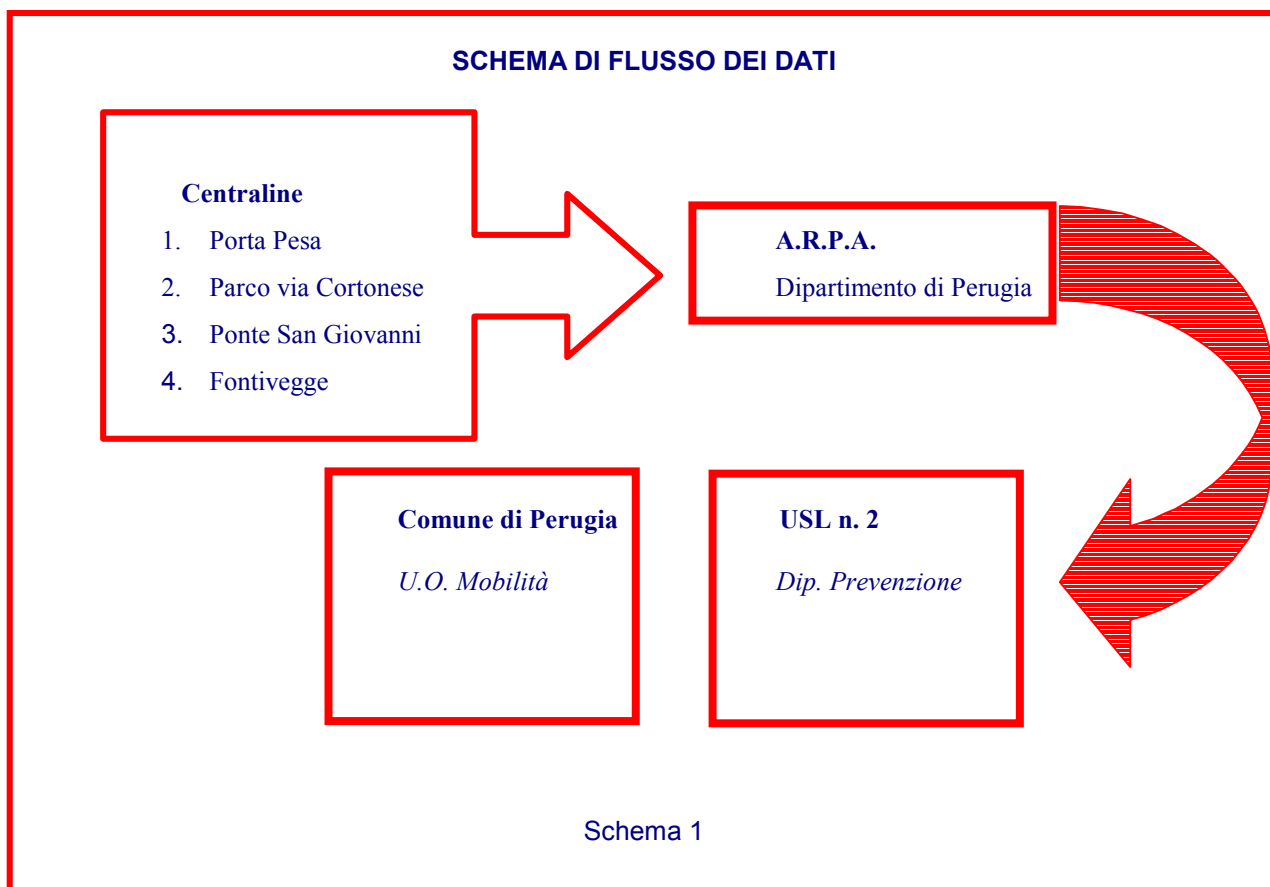 SCHEMA DI FLUSSO DEI DATI
Centraline
1. Porta Pesa
2. Parco via Cortonese
3. Ponte San Giovanni
4. Fontivegge
A.R.P.A.
Dipartimento di Perugia
Comune di Perugia
U.O. Mobilità
USL n. 2
Dip. Prevenzione
Schema 1